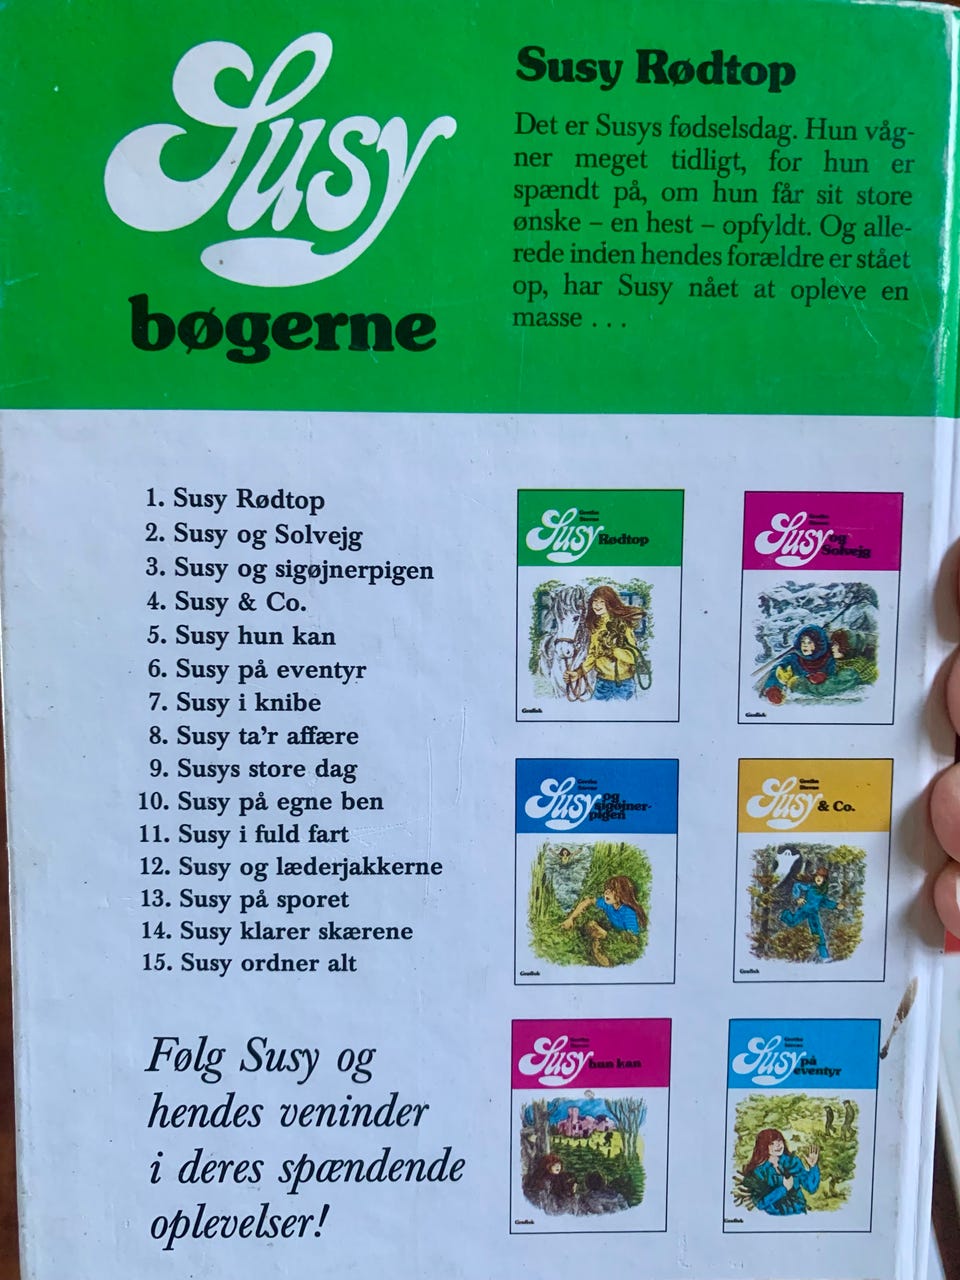 Susy
bøgerne
Susy Rødtop
Det er Susys fødselsdag. Hun våg-
ner meget tidligt, for hun er
spændt på, om hun får sit store
ønske – en hest – opfyldt. Og alle-
rede inden hendes forældre er stået
op, har Susy nået at opleve en
masse . . .
1. Susy Rødtop
2. Susy og Solvejg
3. Susy og sigøjnerpigen
4. Susy & Co.
5. Susy hun kan
6. Susy på eventyr
7. Susy i knibe
8. Susy ta'r affære
9. Susys store dag
10. Susy på egne ben
11. Susy i fuld fart
12. Susy og læderjakkerne
13. Susy på sporet
14. Susy klarer skærene
15. Susy ordner alt
Følg Susy og
hendes veninder
i deres spændende
oplevelser!
Susy Rødtop
Susy og
Solvejg
Susy og
sigøjner-
pigen
Susy & Co.
Susy hun kan
Susy på
eventyr